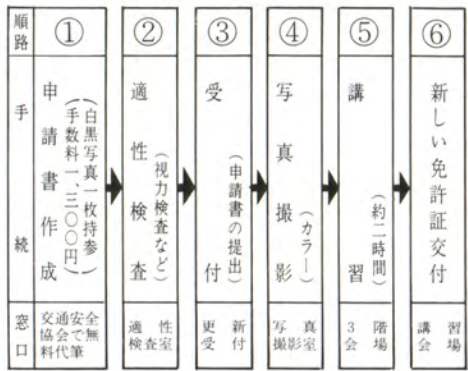 順路
①
②
③
④
⑤
⑥
手続
申請書作成
(白黒写真一枚持参)
(手数料一、三〇〇円)
適性検査
(視力検査など)
受付
(申請書の提出)
写真撮影
(カラー)
講習
(約二時間)
新しい免許証交付
窓口
交通安全
協会で無
料代筆
適性
検査室
更新
受付
写真
撮影室
3階
会場
講習
会場